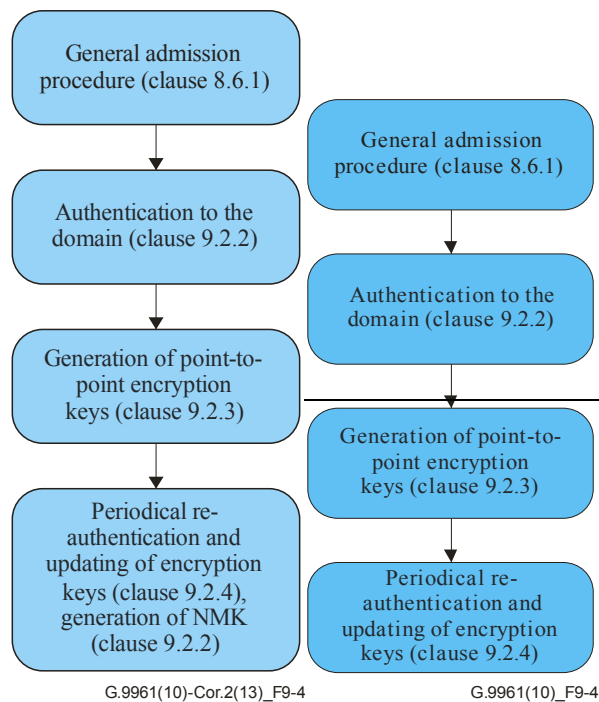 General admission
procedure (clause 8.6.1)
Authentication to the
domain (clause 9.2.2)
Generation of point-to-
point encryption
keys (clause 9.2.3)
Periodical re-
authentication and
updating of encryption
keys (clause 9.2.4),
generation of NMK
(clause 9.2.2)
G.9961(10)-Cor.2(13)_F9-4
General admission
procedure (clause 8.6.1)
Authentication to the
domain (clause 9.2.2)
Generation of point-to-
point encryption
keys (clause 9.2.3)
Periodical re-
authentication and
updating of encryption
keys (clause 9.2.4)
G.9961(10)_F9-4